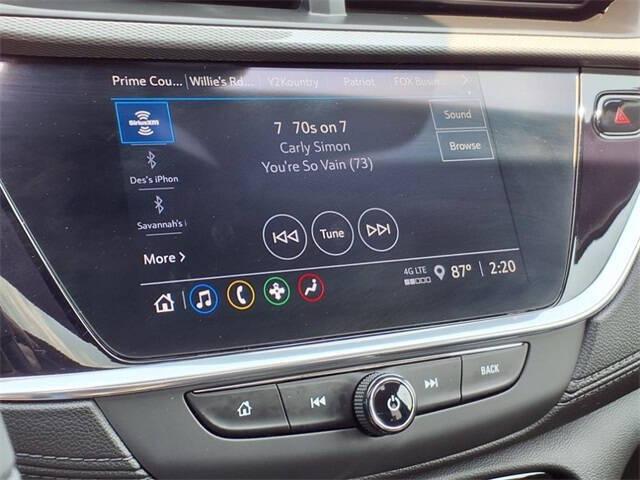 Prime Cou... Willie's Rd... Y2Kountry Patriot FOX Busin...
SiriusXM
7 70s on 7
Carly Simon
You're So Vain (73)
Sound
Browse
Des's iPhon
Savannah's i
More >
Tune
4G LTE 87° 2:20
BACK